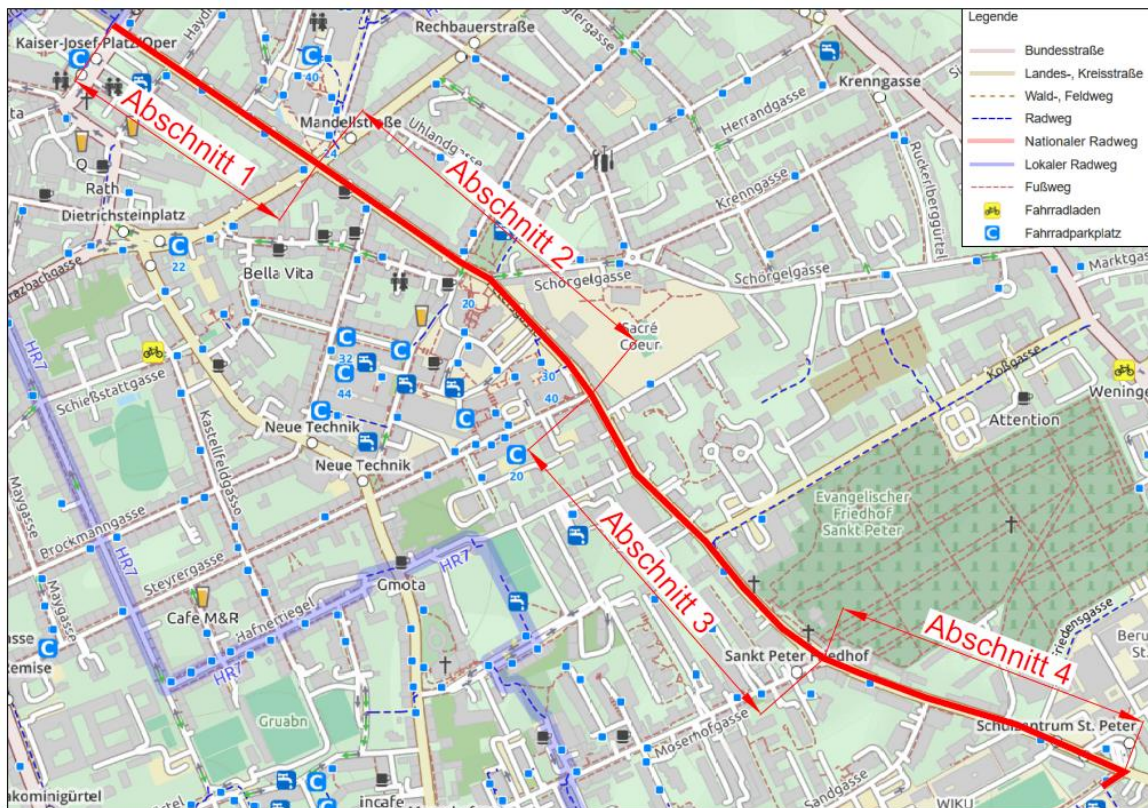 Legende
Bundesstraße
Landes-, Kreisstraße
Wald-, Feldweg
Radweg
Nationaler Radweg
Lokaler Radweg
Fußweg
Fahrradladen
Fahrradparkplatz
Kaiser-Josef-Platz/Oper
Rechbauerstraße
40
Krenngasse
Abschnitt 1
Mandellstraße
24
Uhlandgasse
Herrandgasse
Ruckerlberggürtel
Q
Rath
Abschnitt 2
Krenngasse
Dietrichsteinplatz
22
Bella Vita
Schörgelgasse
Schörgelgasse
Marktgasse
20
Sacré
Coeur
HR7
32
44
30
40
Schießstattgasse
Kastellfeldgasse
Neue Technik
Neue Technik
20
Koßgasse
Attention
Evangelischer
Friedhof
Sankt Peter
Maygasse
Brockmanngasse
HR7
HR7
Steyrergasse
Gmota
Abschnitt 3
Maygasse
Cafe M&R
Hafnerriegel
HR7
Gruabn
Sankt Peter Friedhof
Abschnitt 4
Moserhofgasse
Schulzentrum St. Peter
Sandgasse
WIKU
incafe